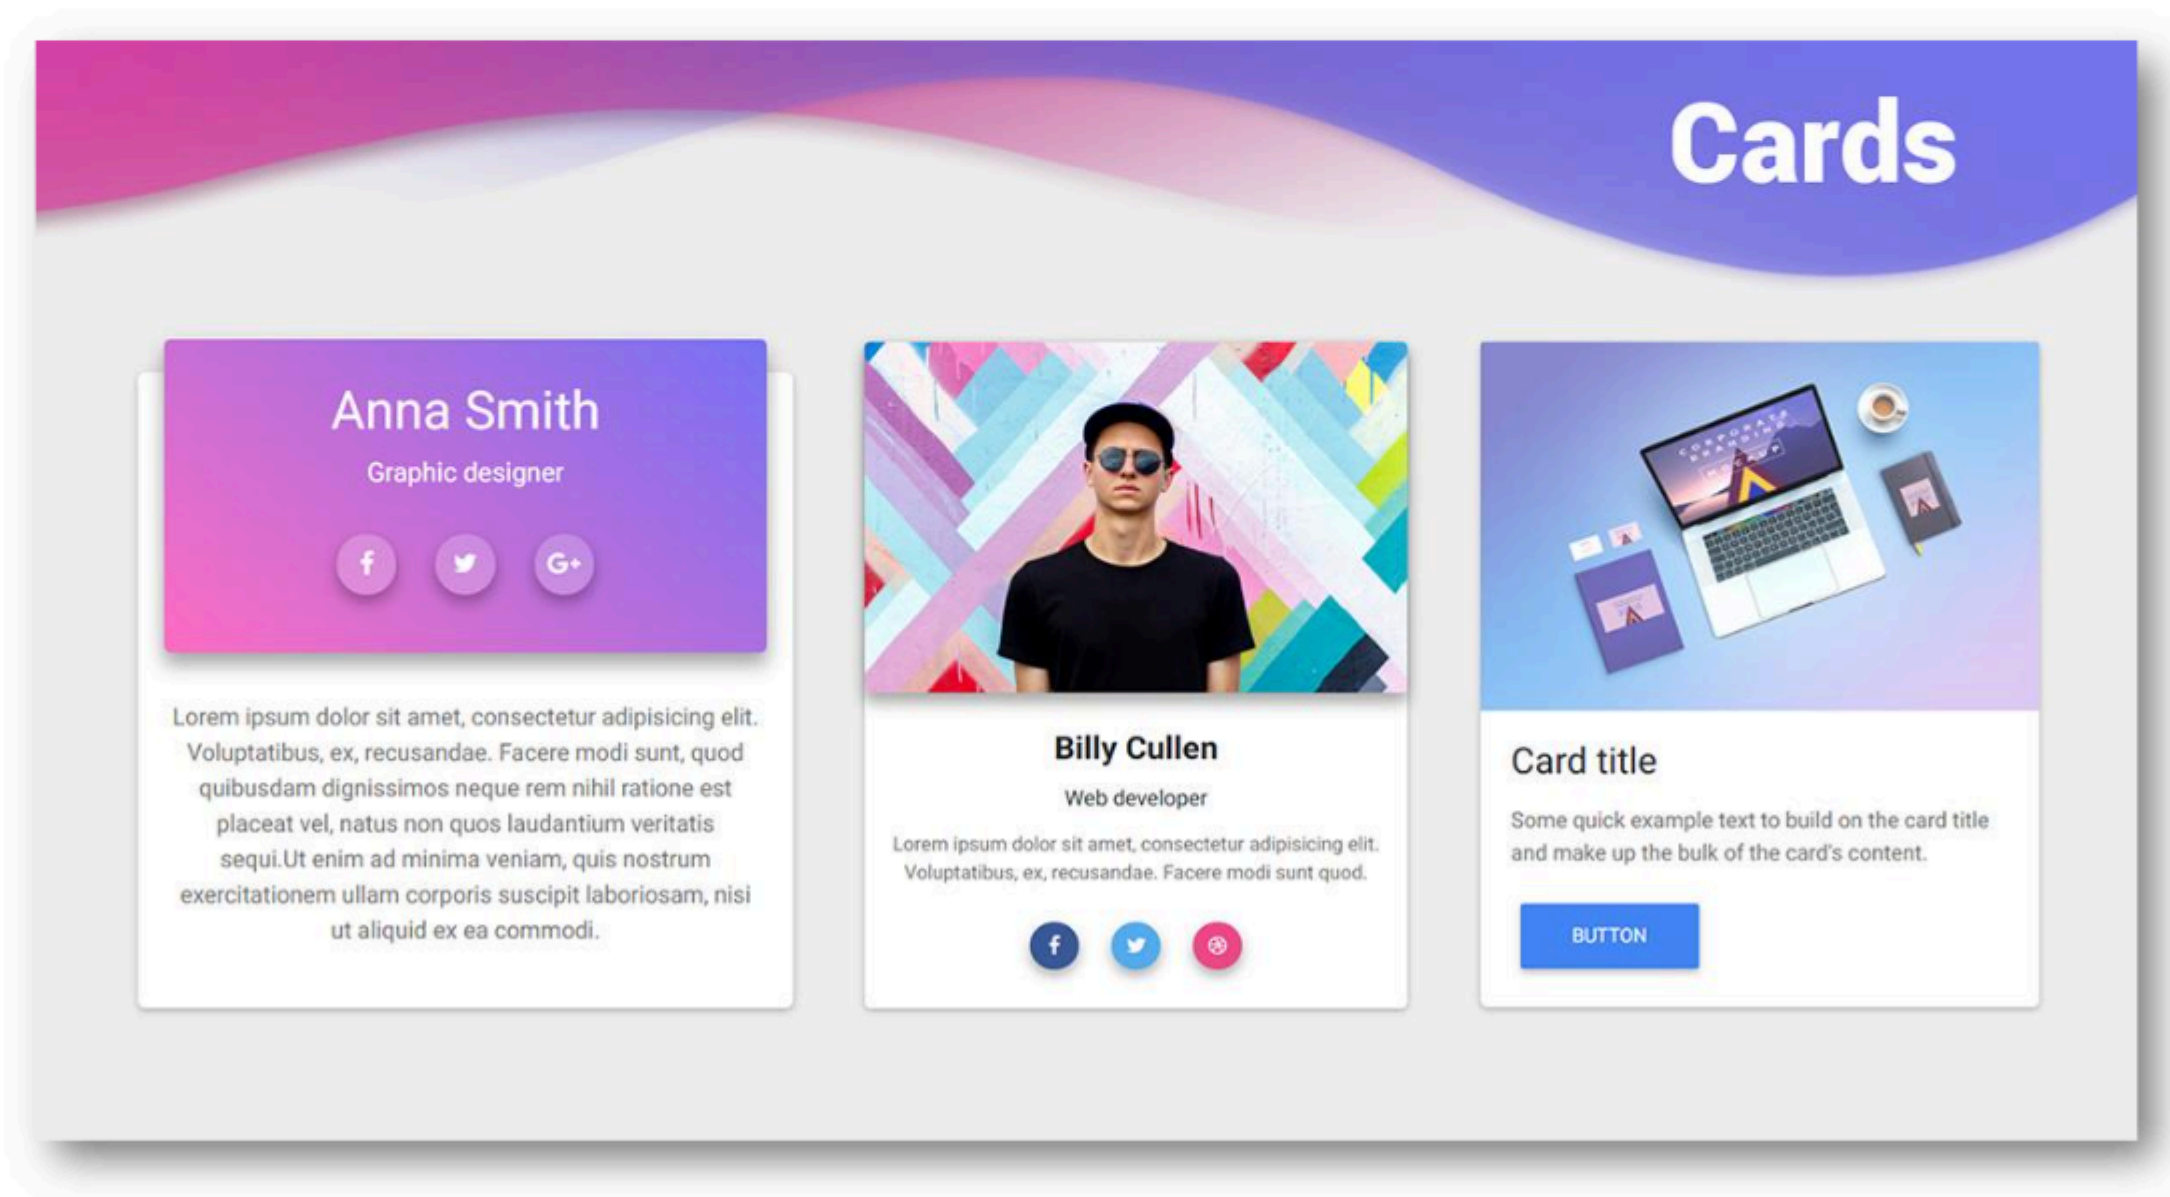 Cards
Anna Smith
Graphic designer
f
G+
Lorem ipsum dolor sit amet, consectetur adipisicing elit.
Voluptatibus, ex, recusandae. Facere modi sunt, quod
quibusdam dignissimos neque rem nihil ratione est
placeat vel, natus non quos laudantium veritatis
sequi.Ut enim ad minima veniam, quis nostrum
exercitationem ullam corporis suscipit laboriosam, nisi
ut aliquid ex ea commodi.
Billy Cullen
Web developer
Lorem ipsum dolor sit amet, consectetur adipisicing elit.
Voluptatibus, ex, recusandae. Facere modi sunt quod.
f
CORPORATE
BRANDING
MOCKUP
Card title
Some quick example text to build on the card title
and make up the bulk of the card's content.
BUTTON